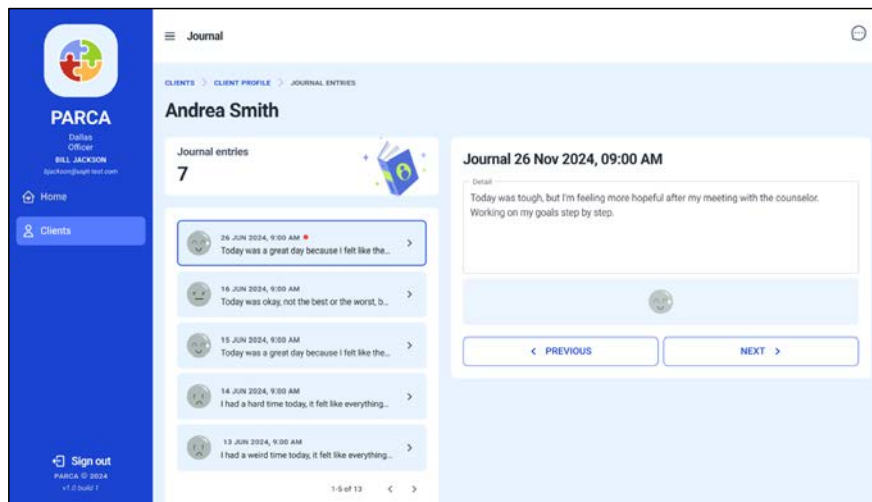 Journal
PARCA
Dallas
Officer
BILL JACKSON
Home
Clients
Sign out
PARCA © 2024
v1.0 build 1
CLIENTS > CLIENT PROFILE > JOURNAL ENTRIES
Andrea Smith
Journal entries
7
26 JUN 2024, 9:00 AM
Today was a great day because I felt like the...
16 JUN 2024, 9:00 AM
Today was okay, not the best or the worst, b...
15 JUN 2024, 9:00 AM
Today was a great day because I felt like the...
14 JUN 2024, 9:00 AM
I had a hard time today, it felt like everything...
13 JUN 2024, 9:00 AM
I had a weird time today, it felt like everything...
1-5 of 13
Journal 26 Nov 2024, 09:00 AM
Detail
Today was tough, but I'm feeling more hopeful after my meeting with the counselor.
Working on my goals step by step.
< PREVIOUS
NEXT >